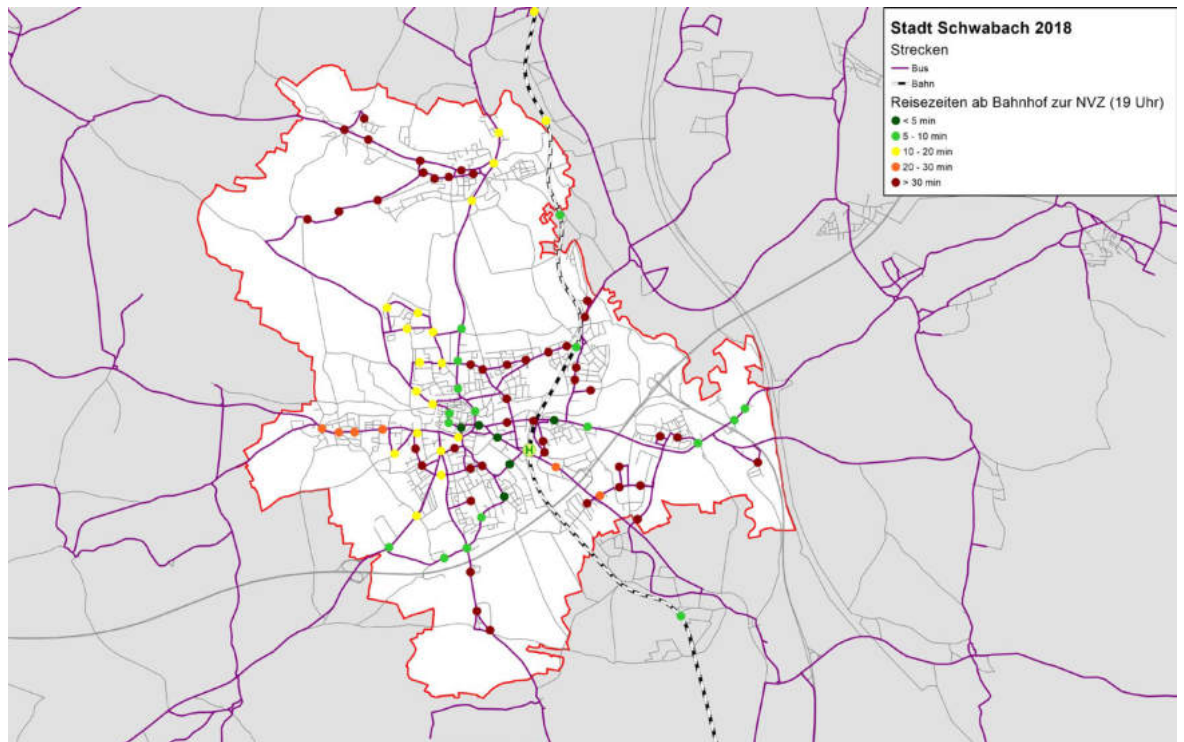 Stadt Schwabach 2018
Strecken
Bus
Bahn
Reisezeiten ab Bahnhof zur NVZ (19 Uhr)
< 5 min
5 - 10 min
10 - 20 min
20 - 30 min
> 30 min
H